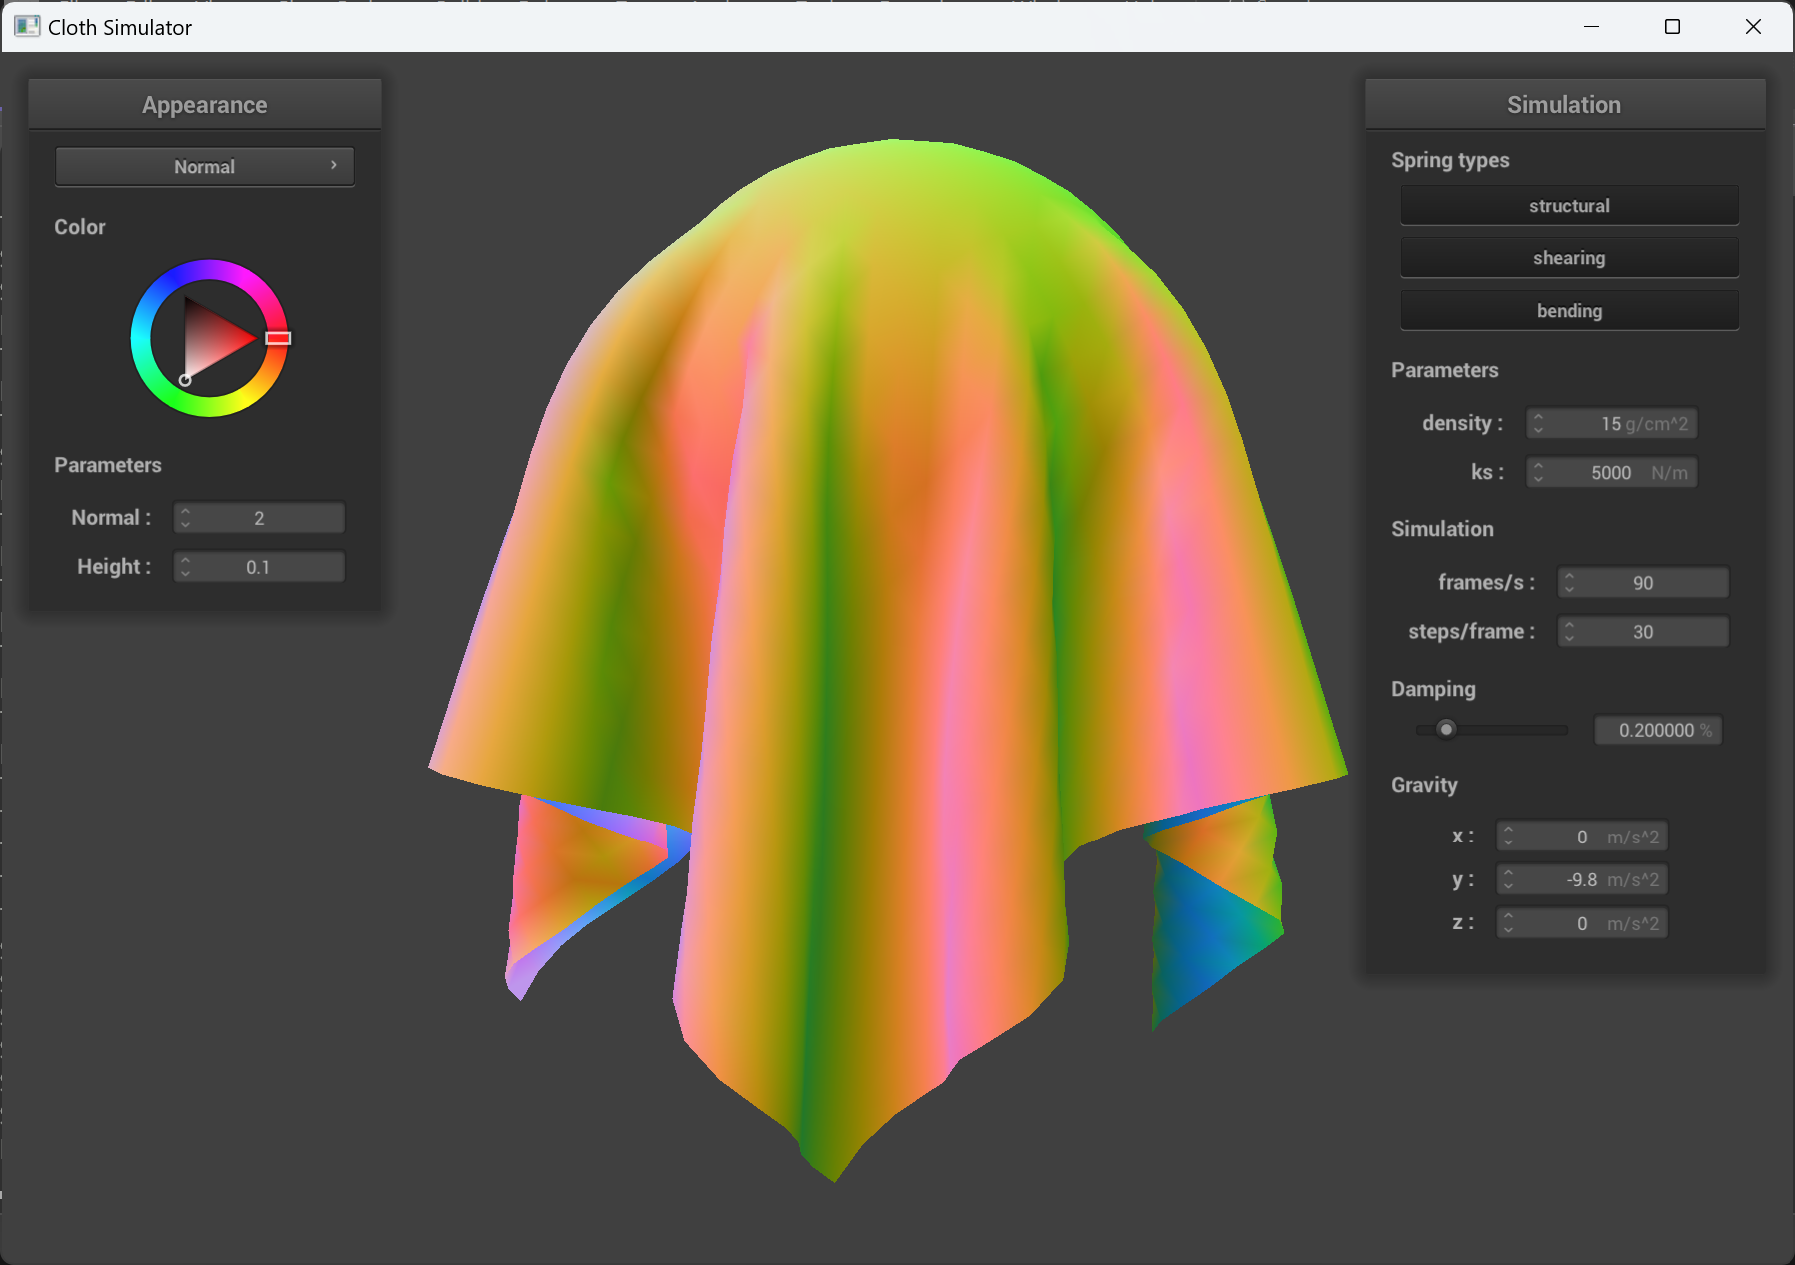 Cloth Simulator
Appearance
Normal
Color
Parameters
Normal : 2
Height : 0.1
Simulation
Spring types
structural
shearing
bending
Parameters
density : 15 g/cm^2
ks : 5000 N/m
Simulation
frames/s : 90
steps/frame : 30
Damping
0.200000 %
Gravity
x : 0 m/s^2
y : -9.8 m/s^2
z : 0 m/s^2